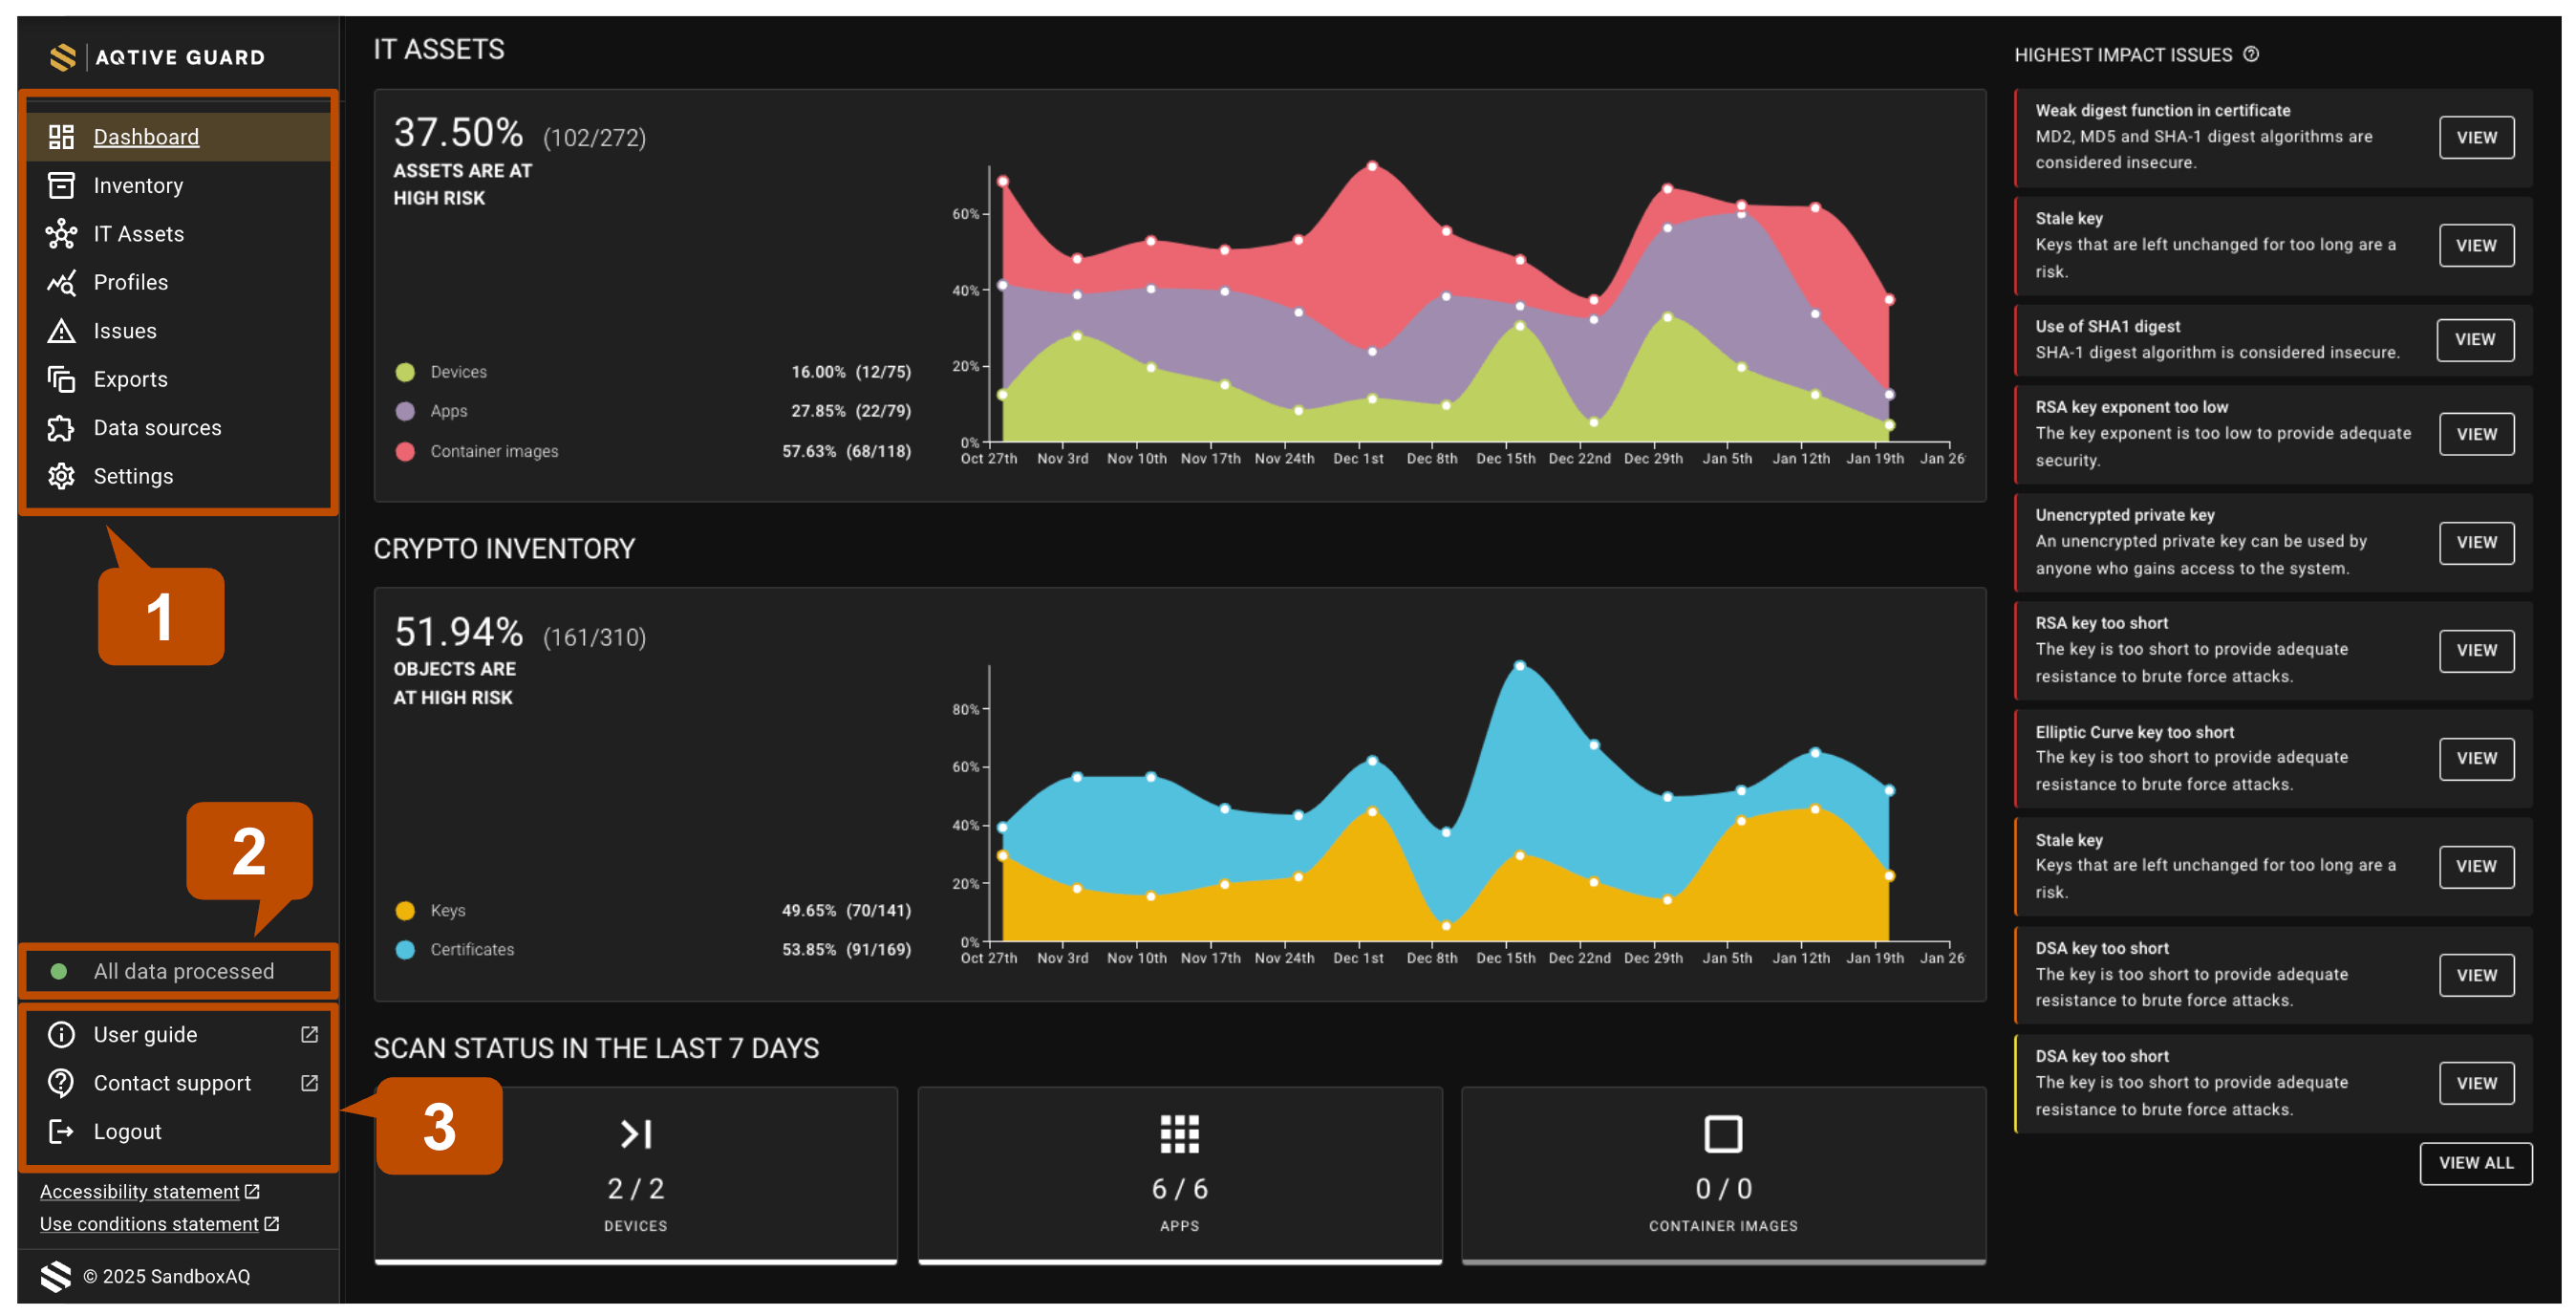 AQTIVE GUARD
Dashboard
Inventory
IT Assets
Profiles
Issues
Exports
Data sources
Settings
1
2
All data processed
User guide
Contact support
Logout
3
Accessibility statement
Use conditions statement
© 2025 SandboxAQ
IT ASSETS
37.50% (102/272)
ASSETS ARE AT
HIGH RISK
Devices 16.00% (12/75)
Apps 27.85% (22/79)
Container images 57.63% (68/118)
60%
40%
20%
0%
Oct 27th Nov 3rd Nov 10th Nov 17th Nov 24th Dec 1st Dec 8th Dec 15th Dec 22nd Dec 29th Jan 5th Jan 12th Jan 19th Jan 26
CRYPTO INVENTORY
51.94% (161/310)
OBJECTS ARE
AT HIGH RISK
Keys 49.65% (70/141)
Certificates 53.85% (91/169)
80%
60%
40%
20%
0%
Oct 27th Nov 3rd Nov 10th Nov 17th Nov 24th Dec 1st Dec 8th Dec 15th Dec 22nd Dec 29th Jan 5th Jan 12th Jan 19th Jan 26
SCAN STATUS IN THE LAST 7 DAYS
2 / 2
DEVICES
6 / 6
APPS
0 / 0
CONTAINER IMAGES
HIGHEST IMPACT ISSUES
Weak digest function in certificate
MD2, MD5 and SHA-1 digest algorithms are
considered insecure.
VIEW
Stale key
Keys that are left unchanged for too long are a
risk.
VIEW
Use of SHA1 digest
SHA-1 digest algorithm is considered insecure.
VIEW
RSA key exponent too low
The key exponent is too low to provide adequate
security.
VIEW
Unencrypted private key
An unencrypted private key can be used by
anyone who gains access to the system.
VIEW
RSA key too short
The key is too short to provide adequate
resistance to brute force attacks.
VIEW
Elliptic Curve key too short
The key is too short to provide adequate
resistance to brute force attacks.
VIEW
Stale key
Keys that are left unchanged for too long are a
risk.
VIEW
DSA key too short
The key is too short to provide adequate
resistance to brute force attacks.
VIEW
DSA key too short
The key is too short to provide adequate
resistance to brute force attacks.
VIEW
VIEW ALL